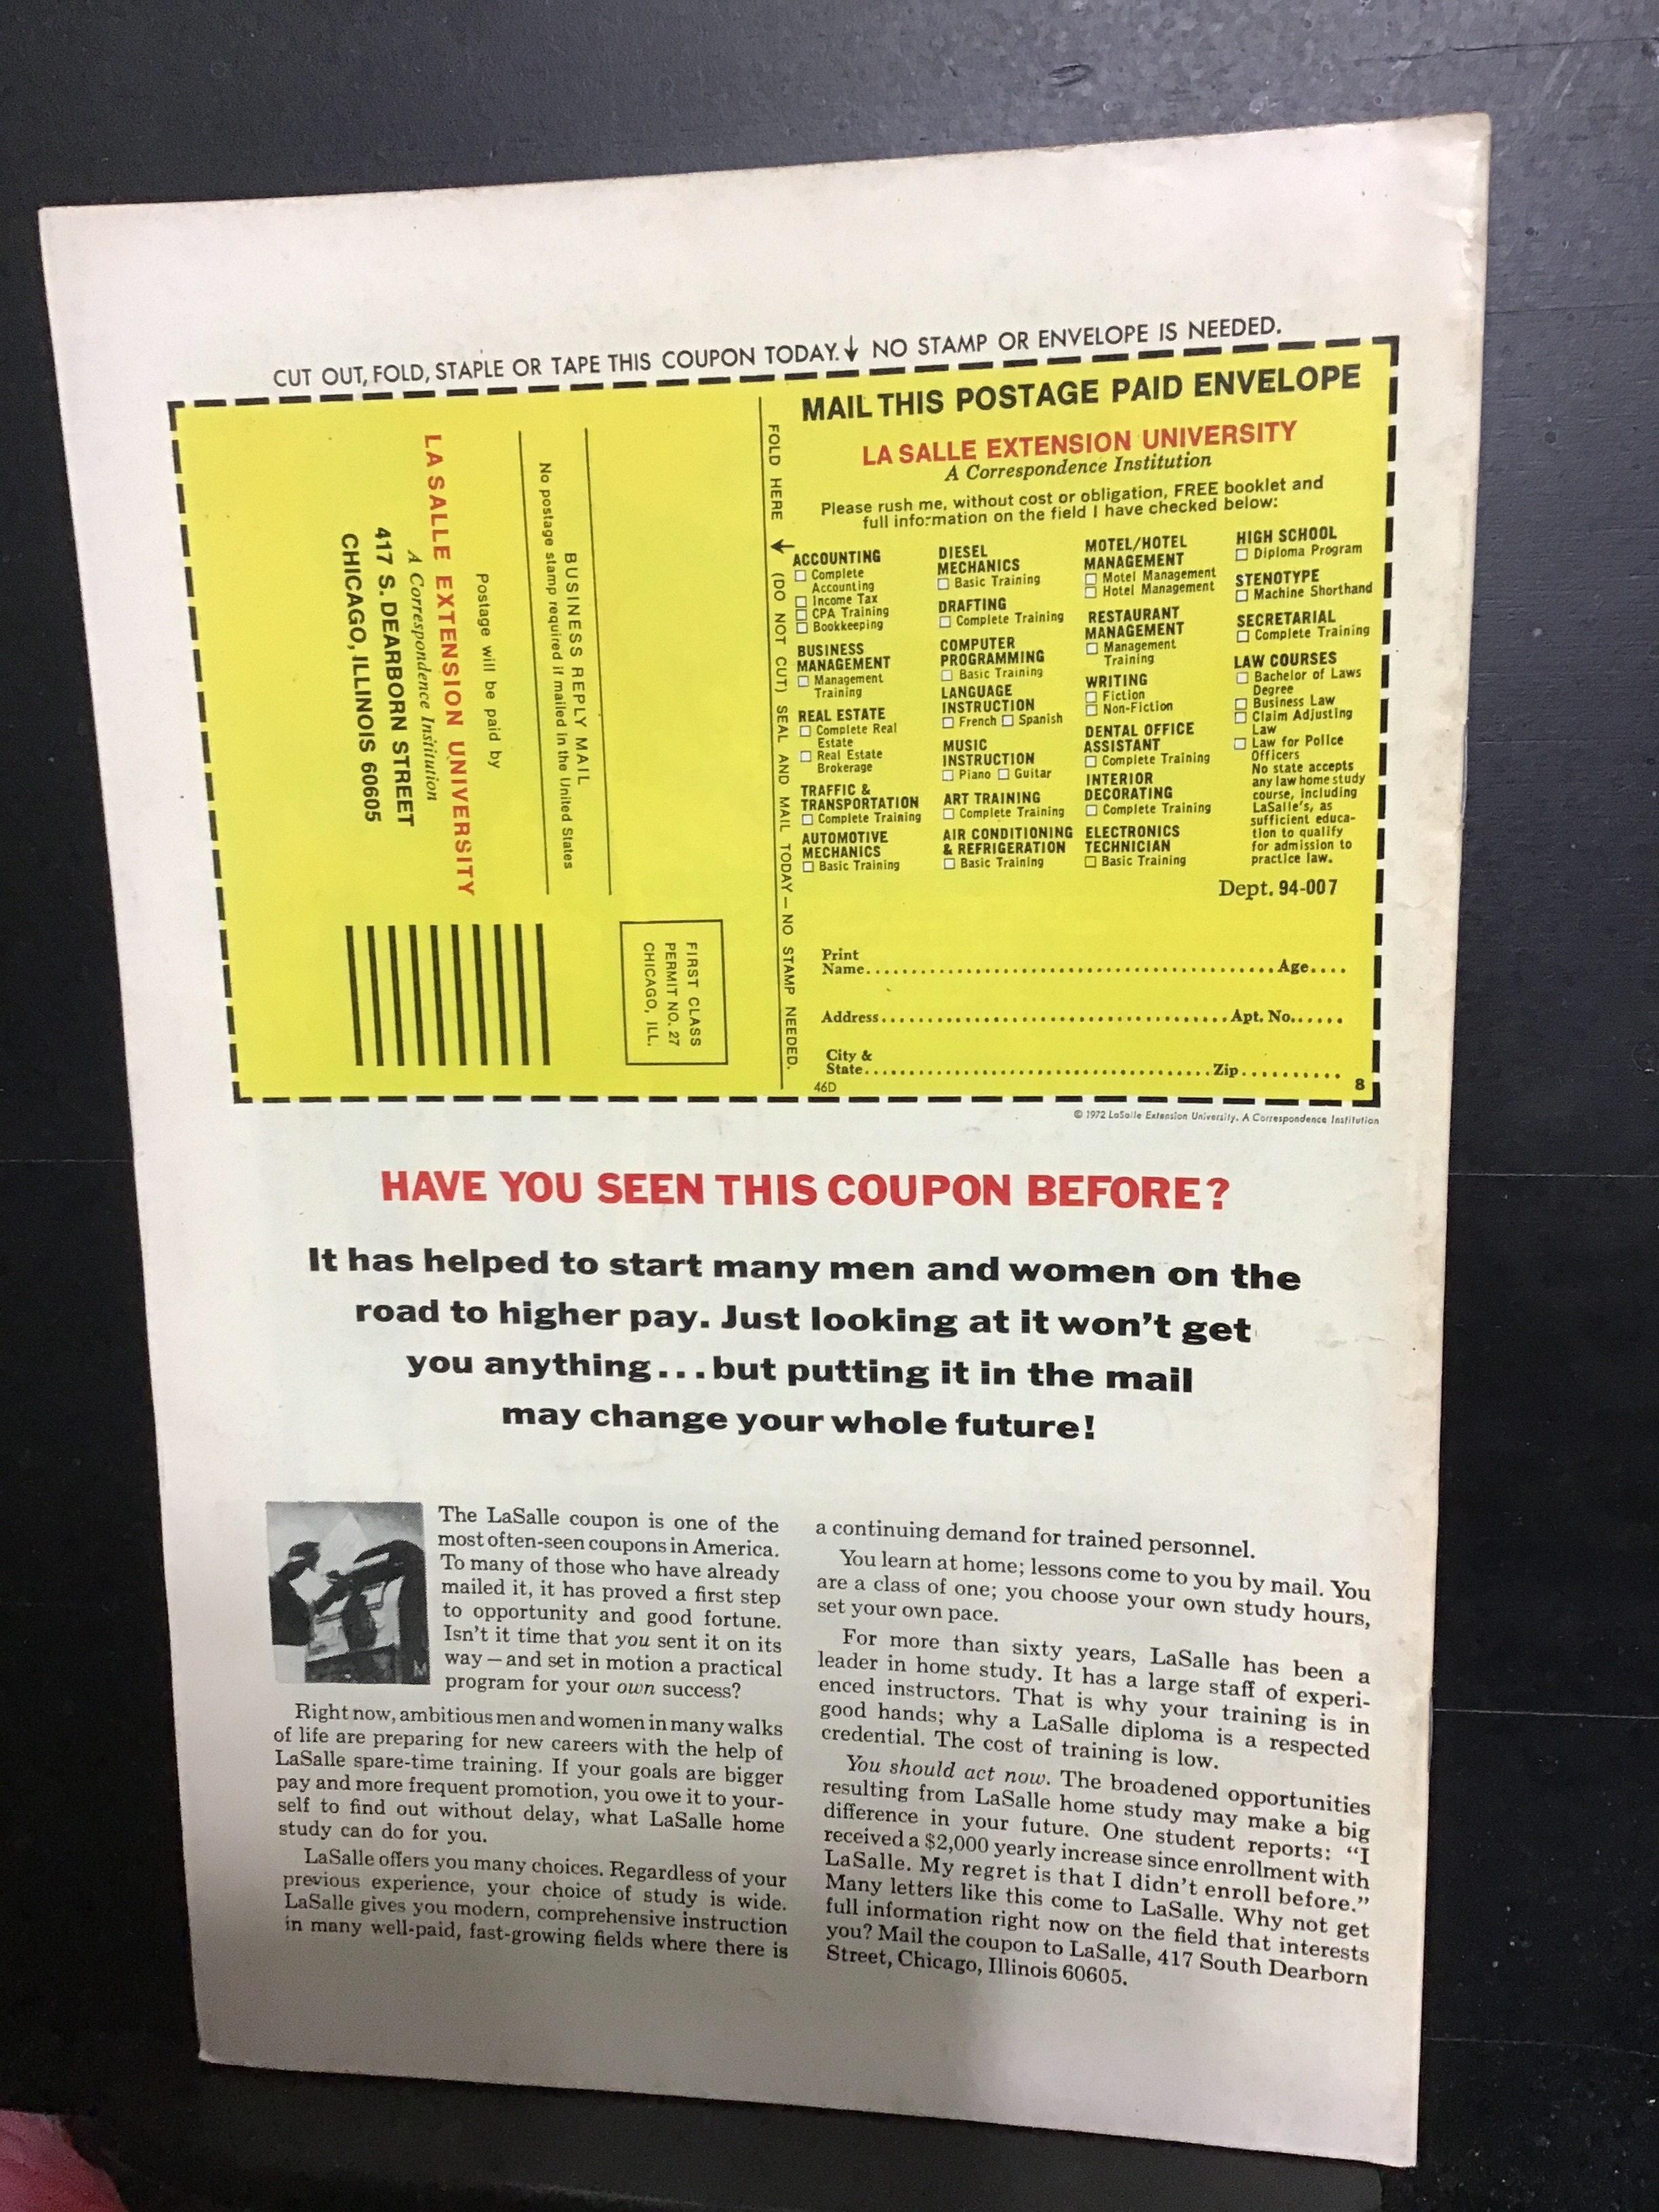 CUT OUT, FOLD, STAPLE OR TAPE THIS COUPON TODAY.↓ NO STAMP OR ENVELOPE IS NEEDED.
LA SALLE EXTENSION UNIVERSITY
A Correspondence Institution
417 S. DEARBORN STREET
CHICAGO, ILLINOIS 60605
Postage will be paid by
BUSINESS REPLY MAIL
No postage stamp required if mailed in the United States
FIRST CLASS
PERMIT NO. 27
CHICAGO, ILL.
FOLD HERE → (DO NOT CUT) SEAL AND MAIL TODAY — NO STAMP NEEDED.
MAIL THIS POSTAGE PAID ENVELOPE
LA SALLE EXTENSION UNIVERSITY
A Correspondence Institution
Please rush me, without cost or obligation, FREE booklet and
full information on the field I have checked below:
ACCOUNTING
☐ Complete
Accounting
☐ Income Tax
☐ CPA Training
☐ Bookkeeping
BUSINESS
MANAGEMENT
☐ Management
Training
REAL ESTATE
☐ Complete Real
Estate
☐ Real Estate
Brokerage
TRAFFIC &
TRANSPORTATION
☐ Complete Training
AUTOMOTIVE
MECHANICS
☐ Basic Training
DIESEL
MECHANICS
☐ Basic Training
DRAFTING
☐ Complete Training
COMPUTER
PROGRAMMING
☐ Basic Training
LANGUAGE
INSTRUCTION
☐ French ☐ Spanish
MUSIC
INSTRUCTION
☐ Piano ☐ Guitar
ART TRAINING
☐ Complete Training
AIR CONDITIONING
& REFRIGERATION
☐ Basic Training
MOTEL/HOTEL
MANAGEMENT
☐ Motel Management
☐ Hotel Management
RESTAURANT
MANAGEMENT
☐ Management
Training
WRITING
☐ Fiction
☐ Non-Fiction
DENTAL OFFICE
ASSISTANT
☐ Complete Training
INTERIOR
DECORATING
☐ Complete Training
ELECTRONICS
TECHNICIAN
☐ Basic Training
HIGH SCHOOL
☐ Diploma Program
STENOTYPE
☐ Machine Shorthand
SECRETARIAL
☐ Complete Training
LAW COURSES
☐ Bachelor of Laws
Degree
☐ Business Law
☐ Claim Adjusting
Law
☐ Law for Police
Officers
No state accepts
any law home study
course, including
LaSalle's, as
sufficient educa-
tion to qualify
for admission to
practice law.
Dept. 94-007
Print
Name............Age....
Address............Apt. No......
City &
State............Zip..........
46D 8
© 1972 LaSalle Extension University. A Correspondence Institution
HAVE YOU SEEN THIS COUPON BEFORE?
It has helped to start many men and women on the
road to higher pay. Just looking at it won't get
you anything...but putting it in the mail
may change your whole future!
The LaSalle coupon is one of the
most often-seen coupons in America.
To many of those who have already
mailed it, it has proved a first step
to opportunity and good fortune.
Isn't it time that you sent it on its
way — and set in motion a practical
program for your own success?
Right now, ambitious men and women in many walks
of life are preparing for new careers with the help of
LaSalle spare-time training. If your goals are bigger
pay and more frequent promotion, you owe it to your-
self to find out without delay, what LaSalle home
study can do for you.
LaSalle offers you many choices. Regardless of your
previous experience, your choice of study is wide.
LaSalle gives you modern, comprehensive instruction
in many well-paid, fast-growing fields where there is
a continuing demand for trained personnel.
You learn at home; lessons come to you by mail. You
are a class of one; you choose your own study hours,
set your own pace.
For more than sixty years, LaSalle has been a
leader in home study. It has a large staff of experi-
enced instructors. That is why your training is in
good hands; why a LaSalle diploma is a respected
credential. The cost of training is low.
You should act now. The broadened opportunities
resulting from LaSalle home study may make a big
difference in your future. One student reports: "I
received a $2,000 yearly increase since enrollment with
LaSalle. My regret is that I didn't enroll before."
Many letters like this come to LaSalle. Why not get
full information right now on the field that interests
you? Mail the coupon to LaSalle, 417 South Dearborn
Street, Chicago, Illinois 60605.